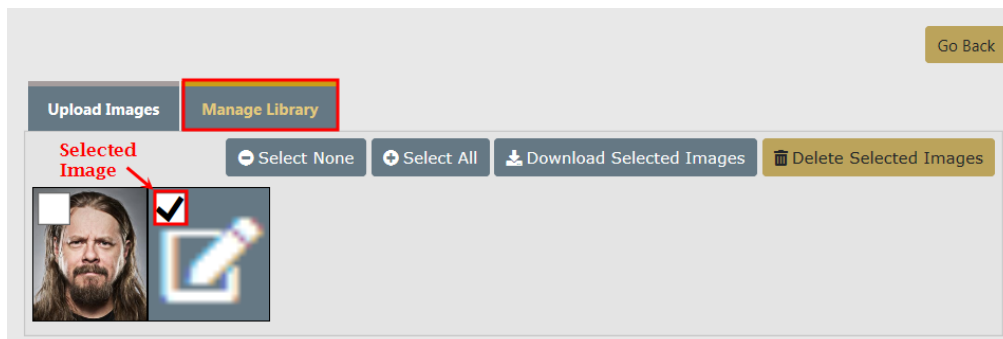 Go Back
Upload Images
Manage Library
Selected
Image
Select None
Select All
Download Selected Images
Delete Selected Images